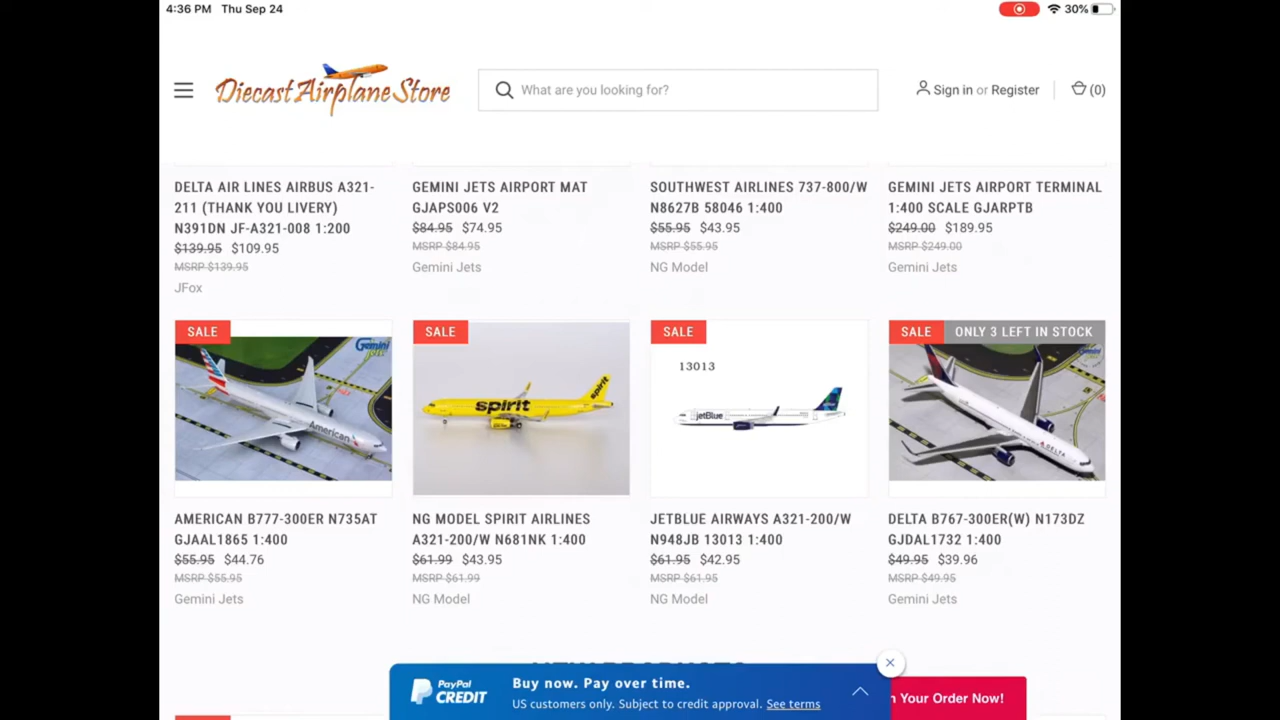 4:36 PM Thu Sep 24
30%
Diecast Airplane Store
What are you looking for?
Sign in or Register
(0)
DELTA AIR LINES AIRBUS A321-
211 (THANK YOU LIVERY)
N391DN JF-A321-008 1:200
$139.95 $109.95
MSRP $139.95
JFox
GEMINI JETS AIRPORT MAT
GJAPS006 V2
$84.95 $74.95
MSRP $84.95
Gemini Jets
SOUTHWEST AIRLINES 737-800/W
N8627B 58046 1:400
$55.95 $43.95
MSRP $55.95
NG Model
GEMINI JETS AIRPORT TERMINAL
1:400 SCALE GJARPTB
$249.00 $189.95
MSRP $249.00
Gemini Jets
SALE
Gemini
American
AMERICAN B777-300ER N735AT
GJAAL1865 1:400
$55.95 $44.76
MSRP $55.95
Gemini Jets
SALE
spirit
spirit
NG MODEL SPIRIT AIRLINES
A321-200/W N681NK 1:400
$61.99 $43.95
MSRP $61.99
NG Model
SALE
13013
jetBlue
JETBLUE AIRWAYS A321-200/W
N948JB 13013 1:400
$61.95 $42.95
MSRP $61.95
NG Model
SALE ONLY 3 LEFT IN STOCK
DELTA
DELTA B767-300ER(W) N173DZ
GJDAL1732 1:400
$49.95 $39.96
MSRP $49.95
Gemini Jets
PayPal
CREDIT
Buy now. Pay over time.
US customers only. Subject to credit approval. See terms
Your Order Now!